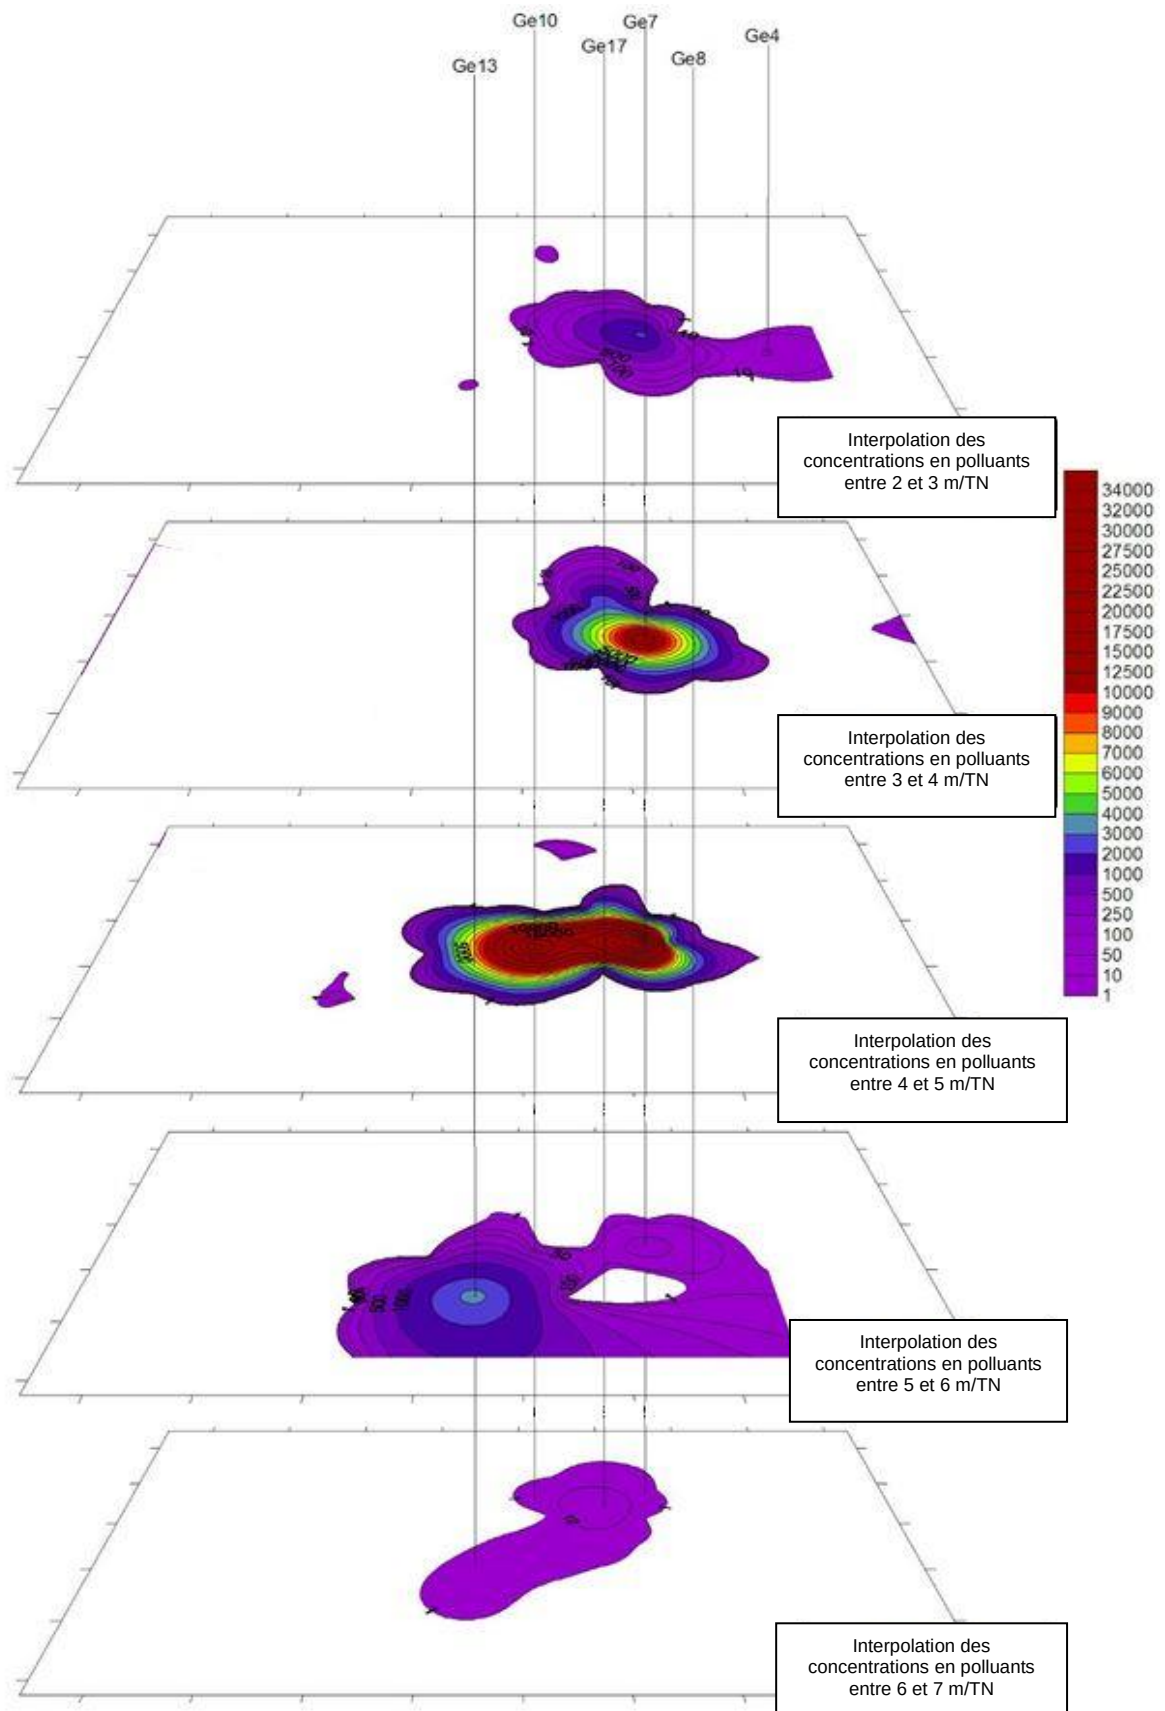 Ge10
Ge7
Ge17
Ge4
Ge8
Ge13
Interpolation des
concentrations en polluants
entre 2 et 3 m/TN
34000
32000
30000
27500
25000
22500
20000
17500
15000
12500
10000
9000
8000
7000
6000
5000
4000
3000
2000
1000
500
250
100
50
10
1
Interpolation des
concentrations en polluants
entre 3 et 4 m/TN
Interpolation des
concentrations en polluants
entre 4 et 5 m/TN
Interpolation des
concentrations en polluants
entre 5 et 6 m/TN
Interpolation des
concentrations en polluants
entre 6 et 7 m/TN